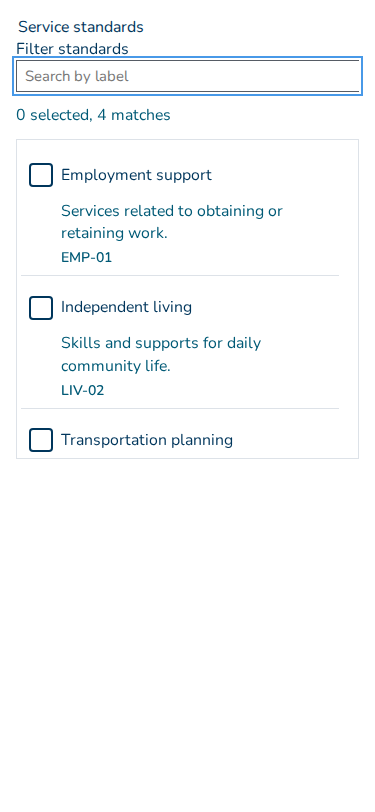 Service standards
Filter standards
Search by label
0 selected, 4 matches
Employment support
Services related to obtaining or
retaining work.
EMP-01
Independent living
Skills and supports for daily
community life.
LIV-02
Transportation planning